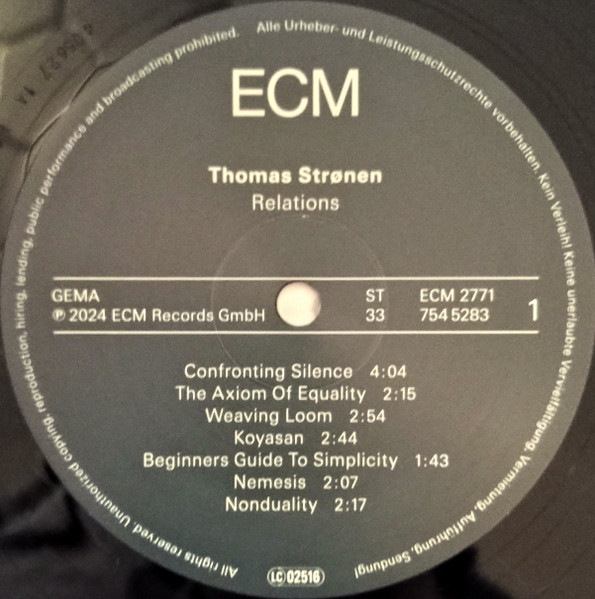 ECM
Thomas Strønen
Relations
GEMA
℗ 2024 ECM Records GmbH
ST
33
ECM 2771
754 5283
1
Confronting Silence 4:04
The Axiom Of Equality 2:15
Weaving Loom 2:54
Koyasan 2:44
Beginners Guide To Simplicity 1:43
Nemesis 2:07
Nonduality 2:17
LC 02516
Alle Urheber- und Leistungsschutzrechte vorbehalten. Kein Verleih! Keine unerlaubte Vervielfältigung, Vermietung, Aufführung, Sendung!
All rights reserved. Unauthorized copying, reproduction, hiring, lending, public performance and broadcasting prohibited.